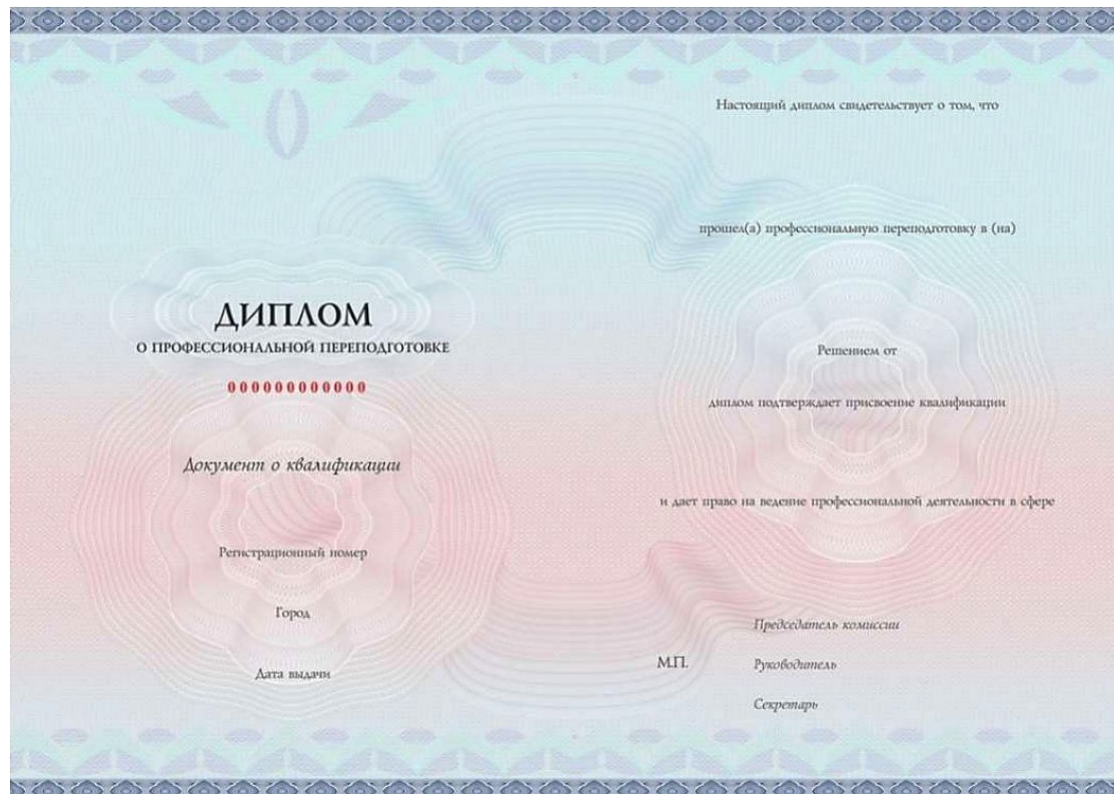 ДИПЛОМ
О ПРОФЕССИОНАЛЬНОЙ ПЕРЕПОДГОТОВКЕ
000000000000
Документ о квалификации
Регистрационный номер
Город
Дата выдачи
Настоящий диплом свидетельствует о том, что
прошел(а) профессиональную переподготовку в (на)
Решением от
диплом подтверждает присвоение квалификации
и дает право на ведение профессиональной деятельности в сфере
Председатель комиссии
М.П.
Руководитель
Секретарь